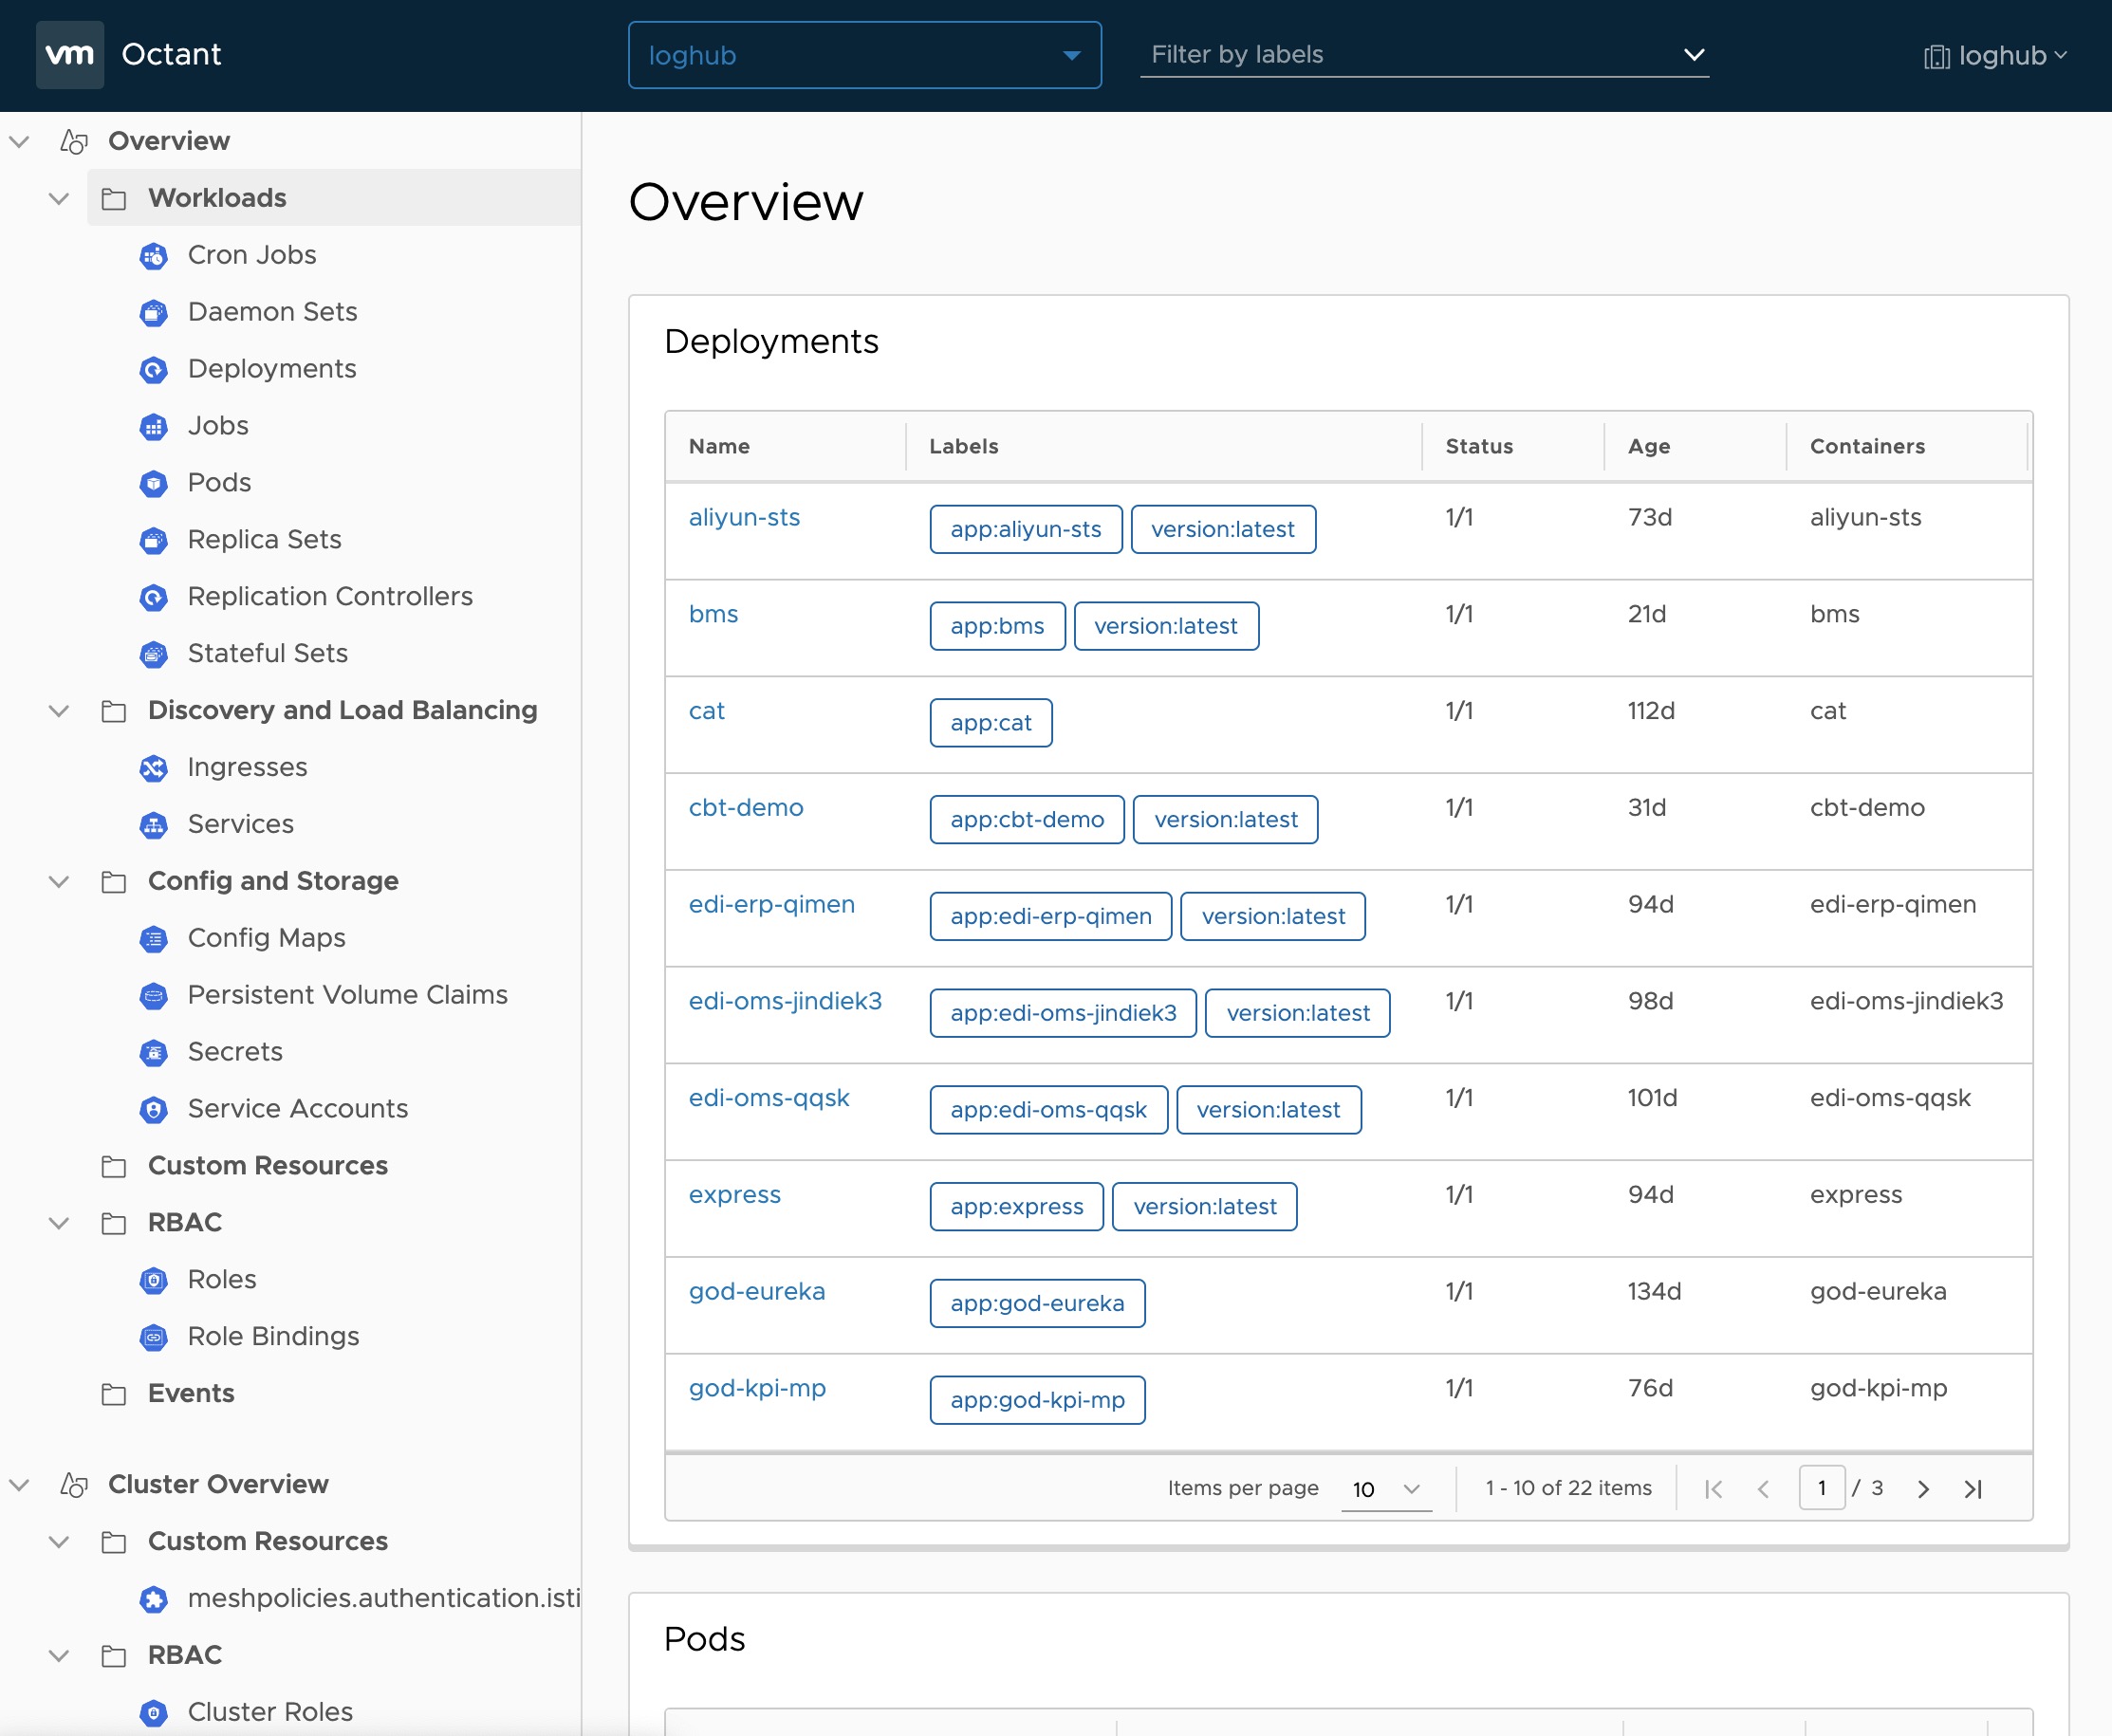 vm Octant loghub Filter by labels loghub
Overview
Workloads
Cron Jobs
Daemon Sets
Deployments
Jobs
Pods
Replica Sets
Replication Controllers
Stateful Sets
Discovery and Load Balancing
Ingresses
Services
Config and Storage
Config Maps
Persistent Volume Claims
Secrets
Service Accounts
Custom Resources
RBAC
Roles
Role Bindings
Events
Cluster Overview
Custom Resources
meshpolicies.authentication.isti
RBAC
Cluster Roles
Overview
Deployments
Name Labels Status Age Containers
aliyun-sts app:aliyun-sts version:latest 1/1 73d aliyun-sts
bms app:bms version:latest 1/1 21d bms
cat app:cat 1/1 112d cat
cbt-demo app:cbt-demo version:latest 1/1 31d cbt-demo
edi-erp-qimen app:edi-erp-qimen version:latest 1/1 94d edi-erp-qimen
edi-oms-jindiek3 app:edi-oms-jindiek3 version:latest 1/1 98d edi-oms-jindiek3
edi-oms-qqsk app:edi-oms-qqsk version:latest 1/1 101d edi-oms-qqsk
express app:express version:latest 1/1 94d express
god-eureka app:god-eureka 1/1 134d god-eureka
god-kpi-mp app:god-kpi-mp 1/1 76d god-kpi-mp
Items per page 10 1 - 10 of 22 items 1 / 3
Pods